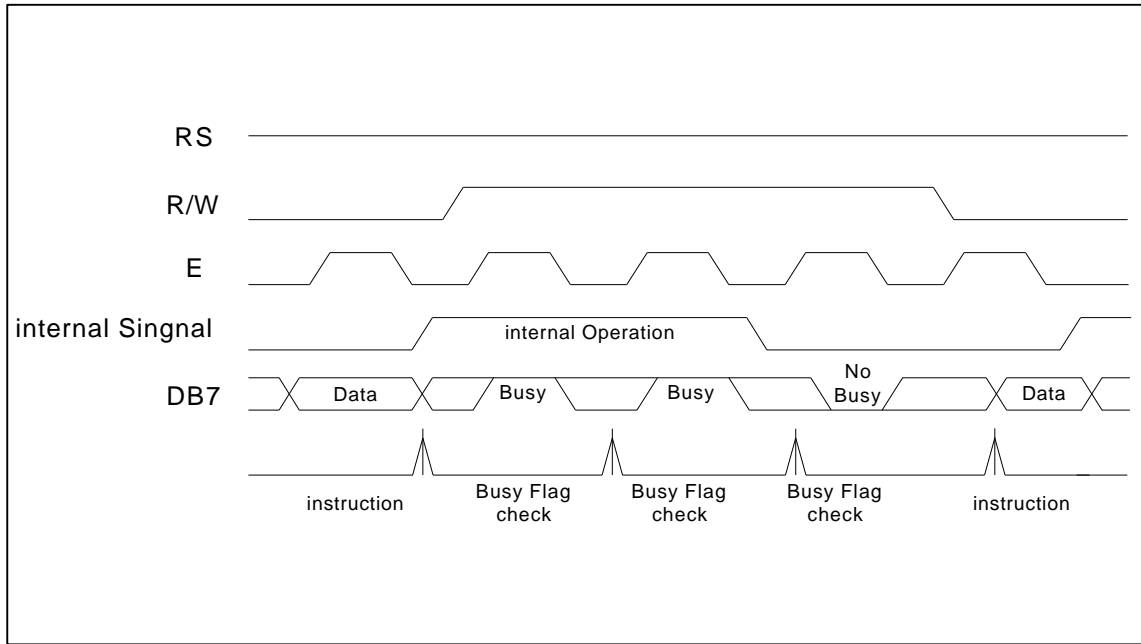 RS
R/W
E
internal Singnal
internal Operation
DB7
Data
Busy
Busy
No
Busy
Data
instruction
Busy Flag
check
Busy Flag
check
Busy Flag
check
instruction